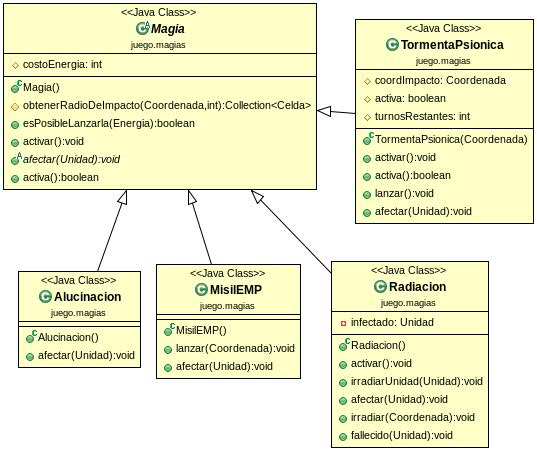 <<Java Class>>
Magia
juego.magias
costoEnergia: int
Magia()
obtenerRadioDeImpacto(Coordenada,int):Collection<Celda>
esPosibleLanzarla(Energia):boolean
activar():void
afectar(Unidad):void
activa():boolean
<<Java Class>>
TormentaPsionica
juego.magias
coordImpacto: Coordenada
activa: boolean
turnosRestantes: int
TormentaPsionica(Coordenada)
activar():void
activa():boolean
lanzar():void
afectar(Unidad):void
<<Java Class>>
Alucinacion
juego.magias
Alucinacion()
afectar(Unidad):void
<<Java Class>>
MisilEMP
juego.magias
MisilEMP()
lanzar(Coordenada):void
afectar(Unidad):void
<<Java Class>>
Radiacion
juego.magias
infectado: Unidad
Radiacion()
activar():void
irradiarUnidad(Unidad):void
afectar(Unidad):void
irradiar(Coordenada):void
fallecido(Unidad):void